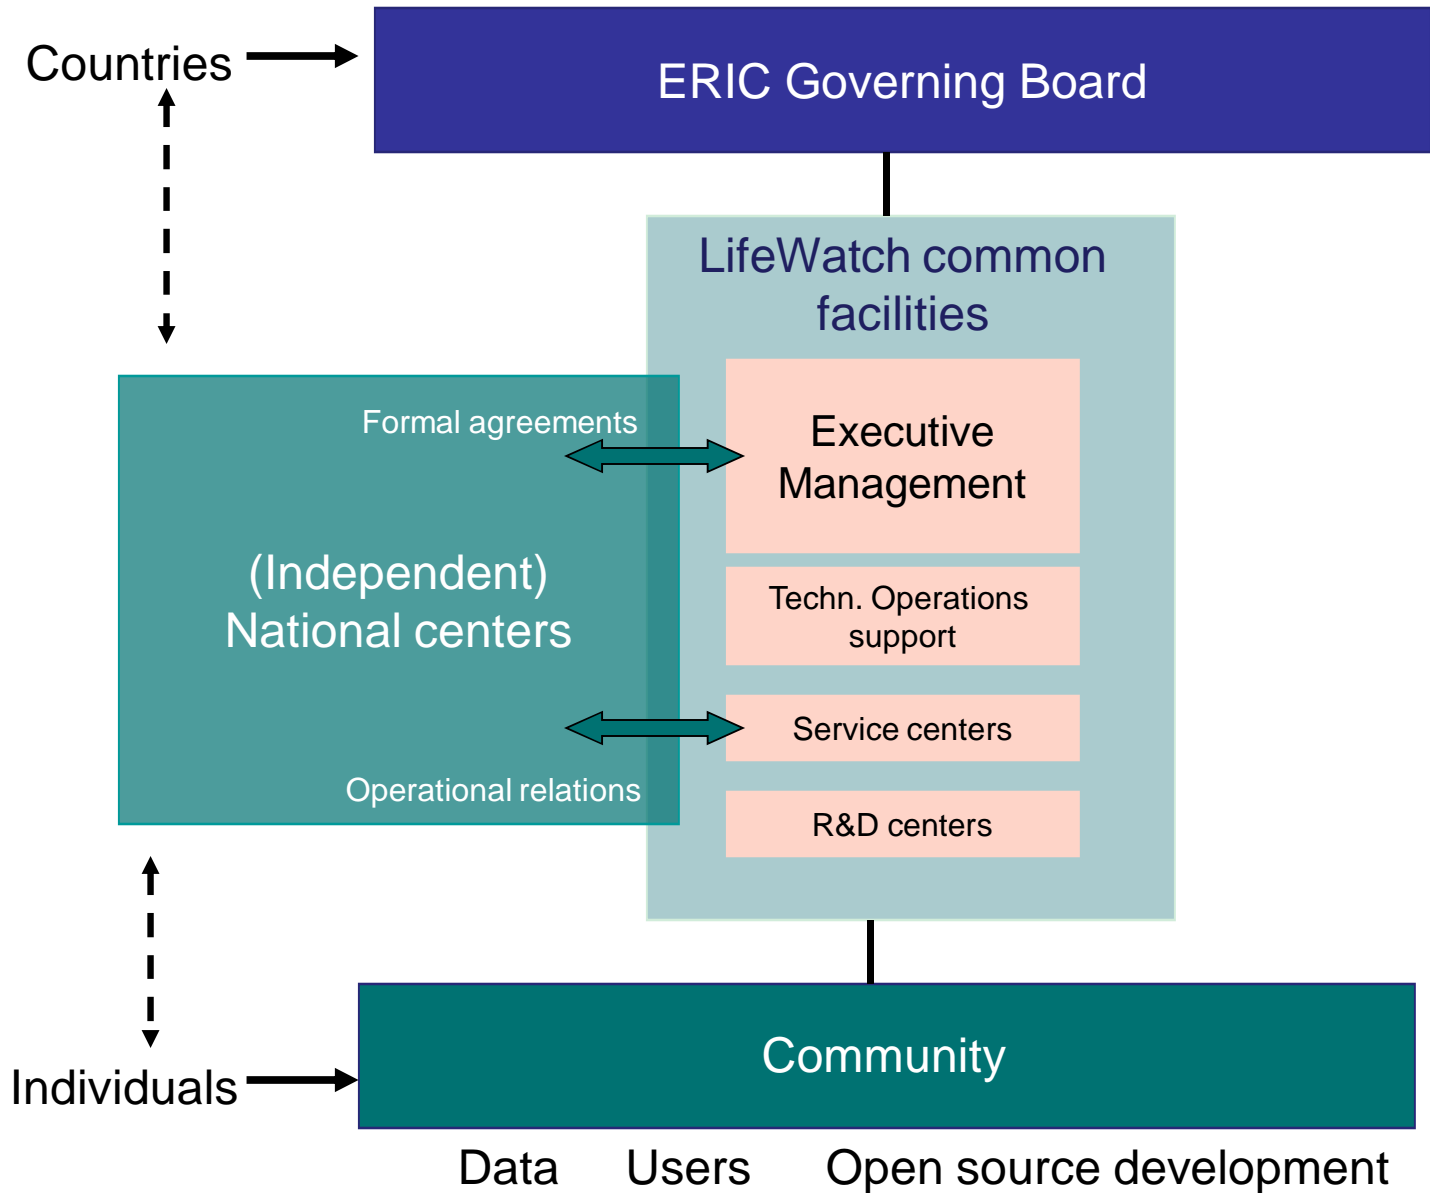 Countries
ERIC Governing Board
LifeWatch common
facilities
Formal agreements
Executive
Management
(Independent)
National centers
Techn. Operations
support
Service centers
Operational relations
R&D centers
Community
Individuals
Data Users Open source development